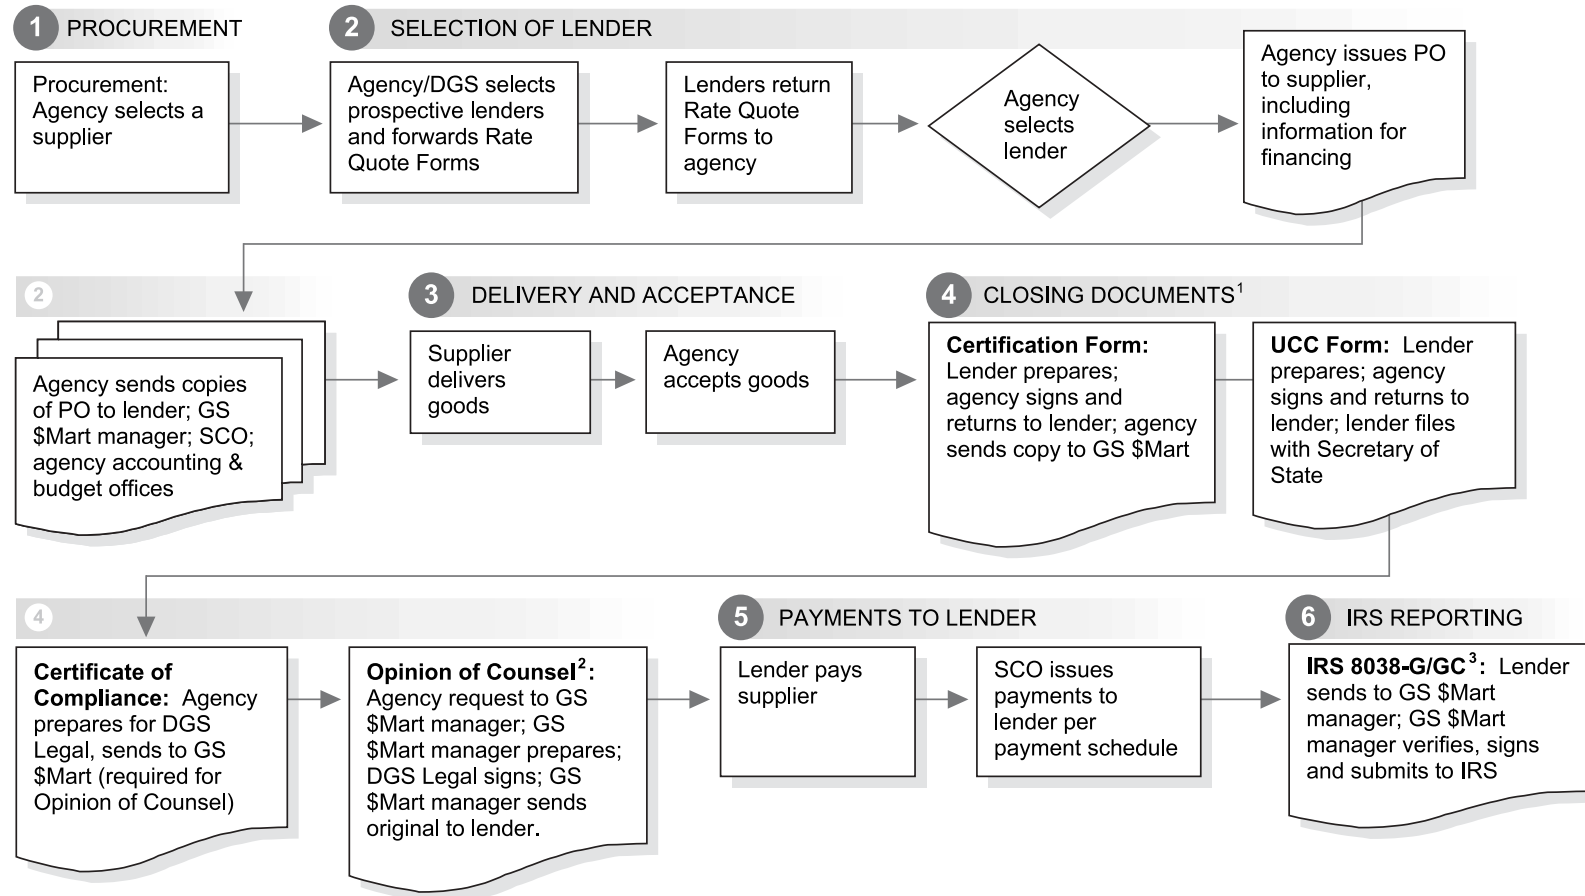 1 PROCUREMENT
2 SELECTION OF LENDER
Procurement:
Agency selects a
supplier
Agency/DGS selects
prospective lenders
and forwards Rate
Quote Forms
Lenders return
Rate Quote
Forms to
agency
Agency
selects
lender
Agency issues PO
to supplier,
including
information for
financing
2
Agency sends copies
of PO to lender; GS
$Mart manager; SCO;
agency accounting &
budget offices
3 DELIVERY AND ACCEPTANCE
Supplier
delivers
goods
Agency
accepts goods
4 CLOSING DOCUMENTS1
Certification Form:
Lender prepares;
agency signs and
returns to lender; agency
sends copy to GS $Mart
UCC Form: Lender
prepares; agency
signs and returns to
lender; lender files
with Secretary of
State
4
Certificate of
Compliance: Agency
prepares for DGS
Legal, sends to GS
$Mart (required for
Opinion of Counsel)
Opinion of Counsel2:
Agency request to GS
$Mart manager; GS
$Mart manager prepares;
DGS Legal signs; GS
$Mart manager sends
original to lender.
5 PAYMENTS TO LENDER
Lender pays
supplier
SCO issues
payments to
lender per
payment schedule
6 IRS REPORTING
IRS 8038-G/GC3: Lender
sends to GS $Mart
manager; GS $Mart
manager verifies, signs
and submits to IRS